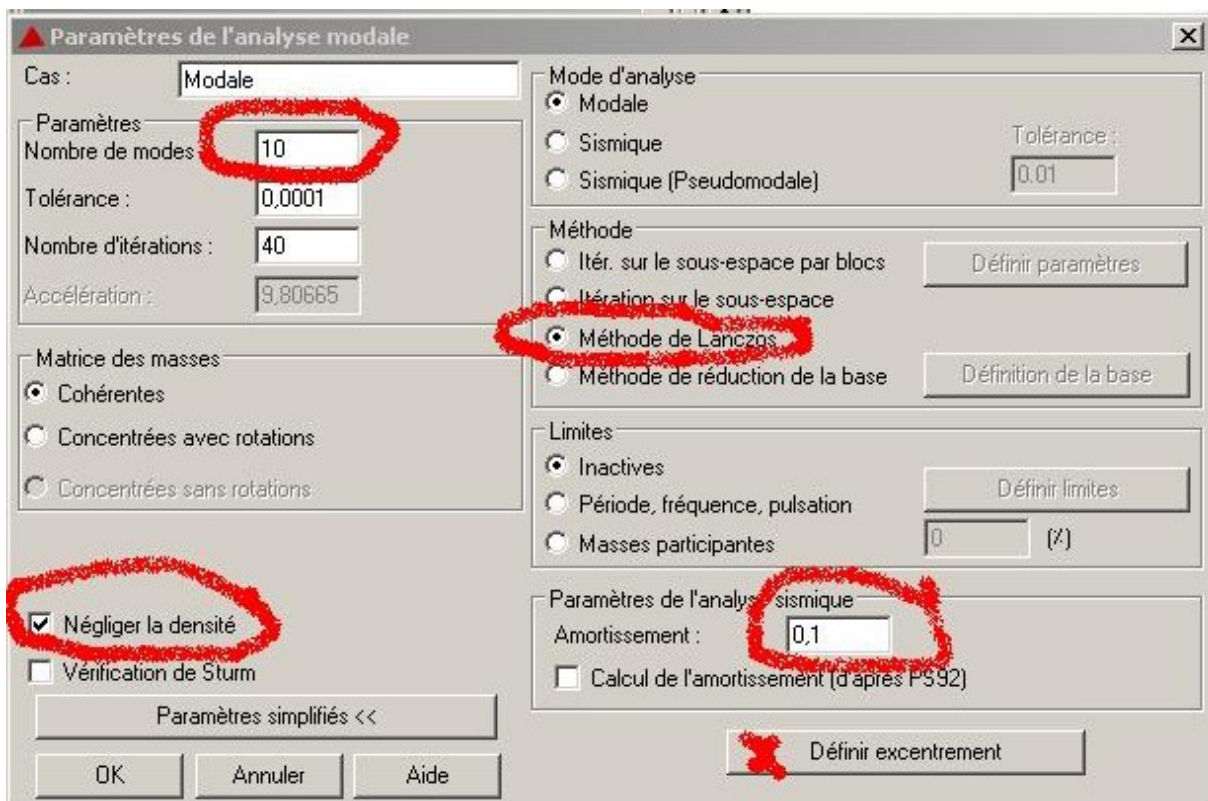 Paramètres de l'analyse modale
Cas :
Modale
Paramètres
Nombre de modes
10
Tolérance :
0,0001
Nombre d'itérations :
40
Accélération :
9,80665
Matrice des masses
Cohérentes
Concentrées avec rotations
Concentrées sans rotations
Négliger la densité
Vérification de Sturm
Paramètres simplifiés <<
OK
Annuler
Aide
Mode d'analyse
Modale
Sismique
Sismique (Pseudomodale)
Tolérance :
0.01
Méthode
Itér. sur le sous-espace par blocs
Définir paramètres
Itération sur le sous-espace
Méthode de Lanczos
Méthode de réduction de la base
Définition de la base
Limites
Inactives
Définir limites
Période, fréquence, pulsation
Masses participantes
0
(%)
Paramètres de l'analyse sismique
Amortissement :
0,1
Calcul de l'amortissement (d'après PS92)
Définir excentrement